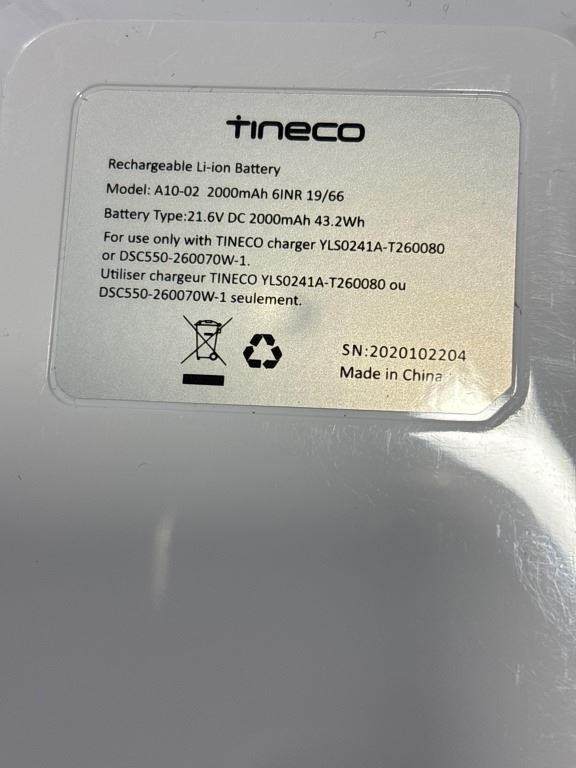 TINECO
Rechargeable Li-ion Battery
Model: A10-02 2000mAh 6INR 19/66
Battery Type:21.6V DC 2000mAh 43.2Wh
For use only with TINECO charger YLS0241A-T260080
or DSC550-260070W-1.
Utiliser chargeur TINECO YLS0241A-T260080 ou
DSC550-260070W-1 seulement.
SN:2020102204
Made in China